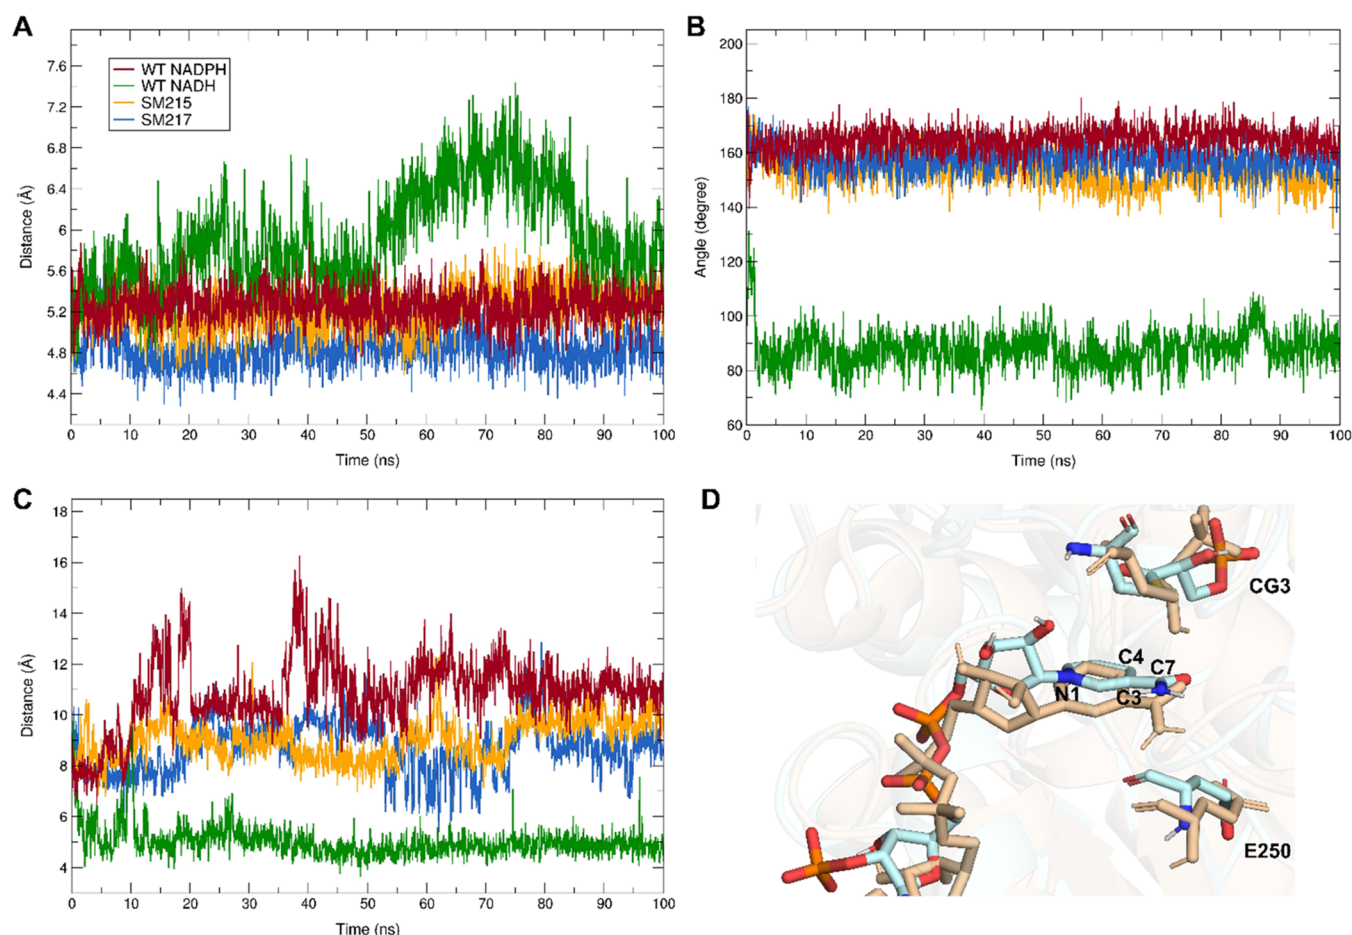 A
WT NADPH
WT NADH
SM215
SM217
Distance (Å)
7.6
7.2
6.8
6.4
6
5.6
5.2
4.8
4.4
0 10 20 30 40 50 60 70 80 90 100
Time (ns)
B
Angle (degree)
200
180
160
140
120
100
80
60
0 10 20 30 40 50 60 70 80 90 100
Time (ns)
C
Distance (Å)
18
16
14
12
10
8
6
4
0 10 20 30 40 50 60 70 80 90 100
Time (ns)
D
CG3
C4
C7
N1
C3
E250